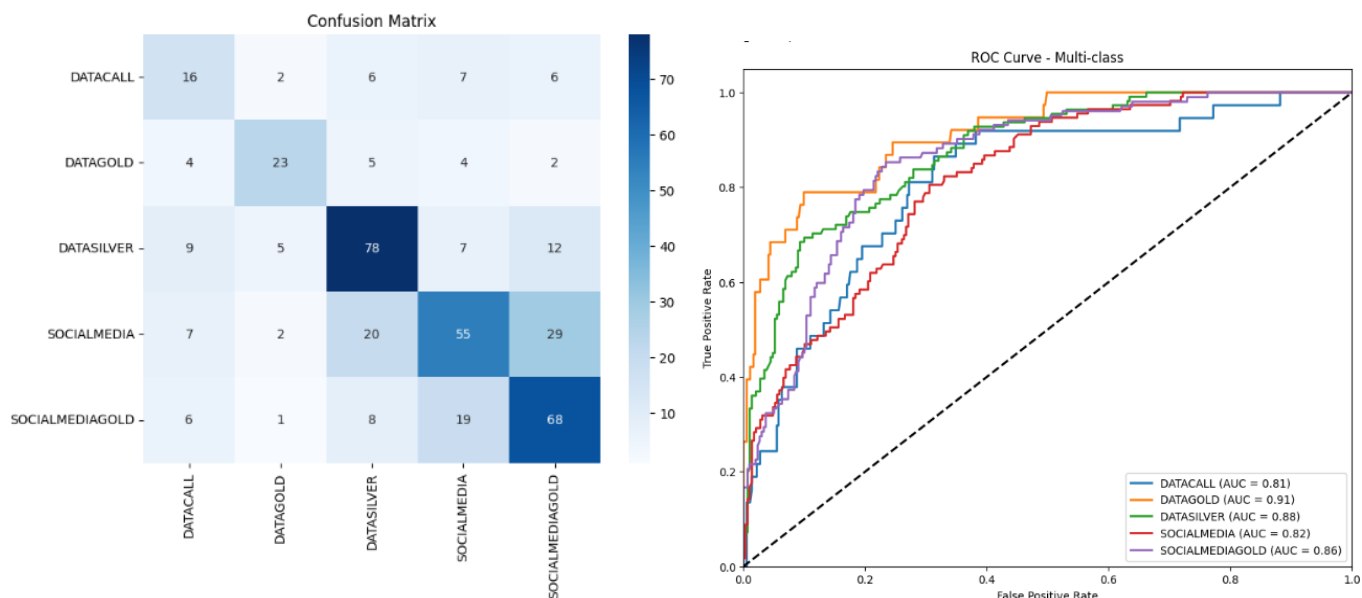 Confusion Matrix
DATACALL 16 2 6 7 6
DATAGOLD 4 23 5 4 2
DATASILVER 9 5 78 7 12
SOCIALMEDIA 7 2 20 55 29
SOCIALMEDIAGOLD 6 1 8 19 68
DATACALL
DATAGOLD
DATASILVER
SOCIALMEDIA
SOCIALMEDIAGOLD
70
60
50
40
30
20
10
ROC Curve - Multi-class
True Positive Rate
1.0
0.8
0.6
0.4
0.2
0.0
0.0 0.2 0.4 0.6 0.8 1.0
False Positive Rate
DATACALL (AUC = 0.81)
DATAGOLD (AUC = 0.91)
DATASILVER (AUC = 0.88)
SOCIALMEDIA (AUC = 0.82)
SOCIALMEDIAGOLD (AUC = 0.86)